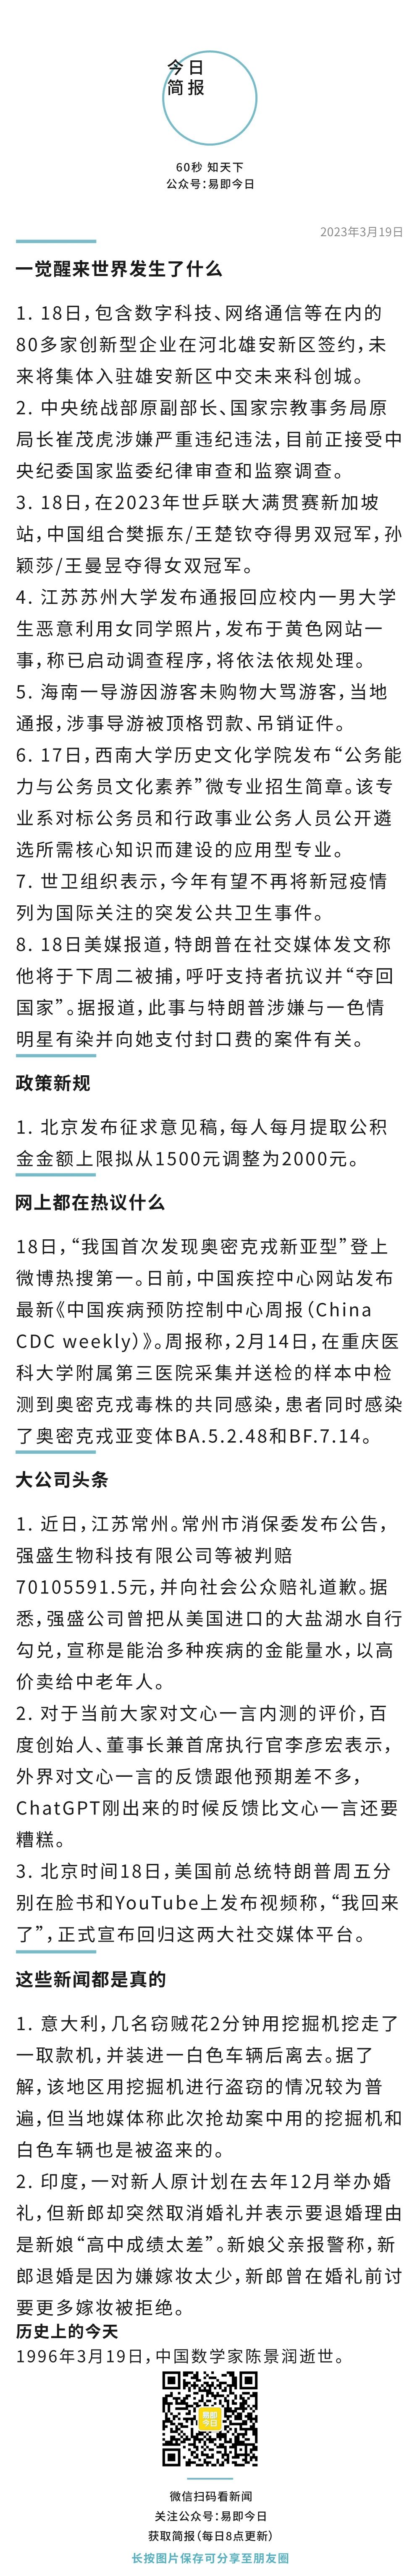 今日
简报
60秒 知天下
公众号：易即今日
2023年3月19日
一觉醒来世界发生了什么
1. 18日，包含数字科技、网络通信等在内的
80多家创新型企业在河北雄安新区签约，未
来将集体入驻雄安新区中交未来科创城。
2. 中央统战部原副部长、国家宗教事务局原
局长崔茂虎涉嫌严重违纪违法，目前正接受中
央纪委国家监委纪律审查和监察调查。
3. 18日，在2023年世乒联大满贯赛新加坡
站，中国组合樊振东/王楚钦夺得男双冠军，孙
颖莎/王曼昱夺得女双冠军。
4. 江苏苏州大学发布通报回应校内一男大学
生恶意利用女同学照片，发布于黄色网站一
事，称已启动调查程序，将依法依规处理。
5. 海南一导游因游客未购物大骂游客，当地
通报，涉事导游被顶格罚款、吊销证件。
6. 17日，西南大学历史文化学院发布“公务能
力与公务员文化素养”微专业招生简章。该专
业系对标公务员和行政事业公务人员公开遴
选所需核心知识而建设的应用型专业。
7. 世卫组织表示，今年有望不再将新冠疫情
列为国际关注的突发公共卫生事件。
8. 18日美媒报道，特朗普在社交媒体发文称
他将于下周二被捕，呼吁支持者抗议并“夺回
国家”。据报道，此事与特朗普涉嫌与一色情
明星有染并向她支付封口费的案件有关。
政策新规
1. 北京发布征求意见稿，每人每月提取公积
金金额上限拟从1500元调整为2000元。
网上都在热议什么
18日，“我国首次发现奥密克戎新亚型”登上
微博热搜第一。日前，中国疾控中心网站发布
最新《中国疾病预防控制中心周报（China
CDC weekly）》。周报称，2月14日，在重庆医
科大学附属第三医院采集并送检的样本中检
测到奥密克戎毒株的共同感染，患者同时感染
了奥密克戎亚变体BA.5.2.48和BF.7.14。
大公司头条
1. 近日，江苏常州。常州市消保委发布公告，
强盛生物科技有限公司等被判赔
70105591.5元，并向社会公众赔礼道歉。据
悉，强盛公司曾把从美国进口的大盐湖水自行
勾兑，宣称是能治多种疾病的金能量水，以高
价卖给中老年人。
2. 对于当前大家对文心一言内测的评价，百
度创始人、董事长兼首席执行官李彦宏表示，
外界对文心一言的反馈跟他预期差不多，
ChatGPT刚出来的时候反馈比文心一言还要
糟糕。
3. 北京时间18日，美国前总统特朗普周五分
别在脸书和YouTube上发布视频称，“我回来
了”，正式宣布回归这两大社交媒体平台。
这些新闻都是真的
1. 意大利，几名窃贼花2分钟用挖掘机挖走了
一取款机，并装进一白色车辆后离去。据了
解，该地区用挖掘机进行盗窃的情况较为普
遍，但当地媒体称此次抢劫案中用的挖掘机和
白色车辆也是被盗来的。
2. 印度，一对新人原计划在去年12月举办婚
礼，但新郎却突然取消婚礼并表示要退婚理由
是新娘“高中成绩太差”。新娘父亲报警称，新
郎退婚是因为嫌嫁妆太少，新郎曾在婚礼前讨
要更多嫁妆被拒绝。
历史上的今天
1996年3月19日，中国数学家陈景润逝世。
易即
今日
微信扫码看新闻
关注公众号：易即今日
获取简报（每日8点更新）
长按图片保存可分享至朋友圈